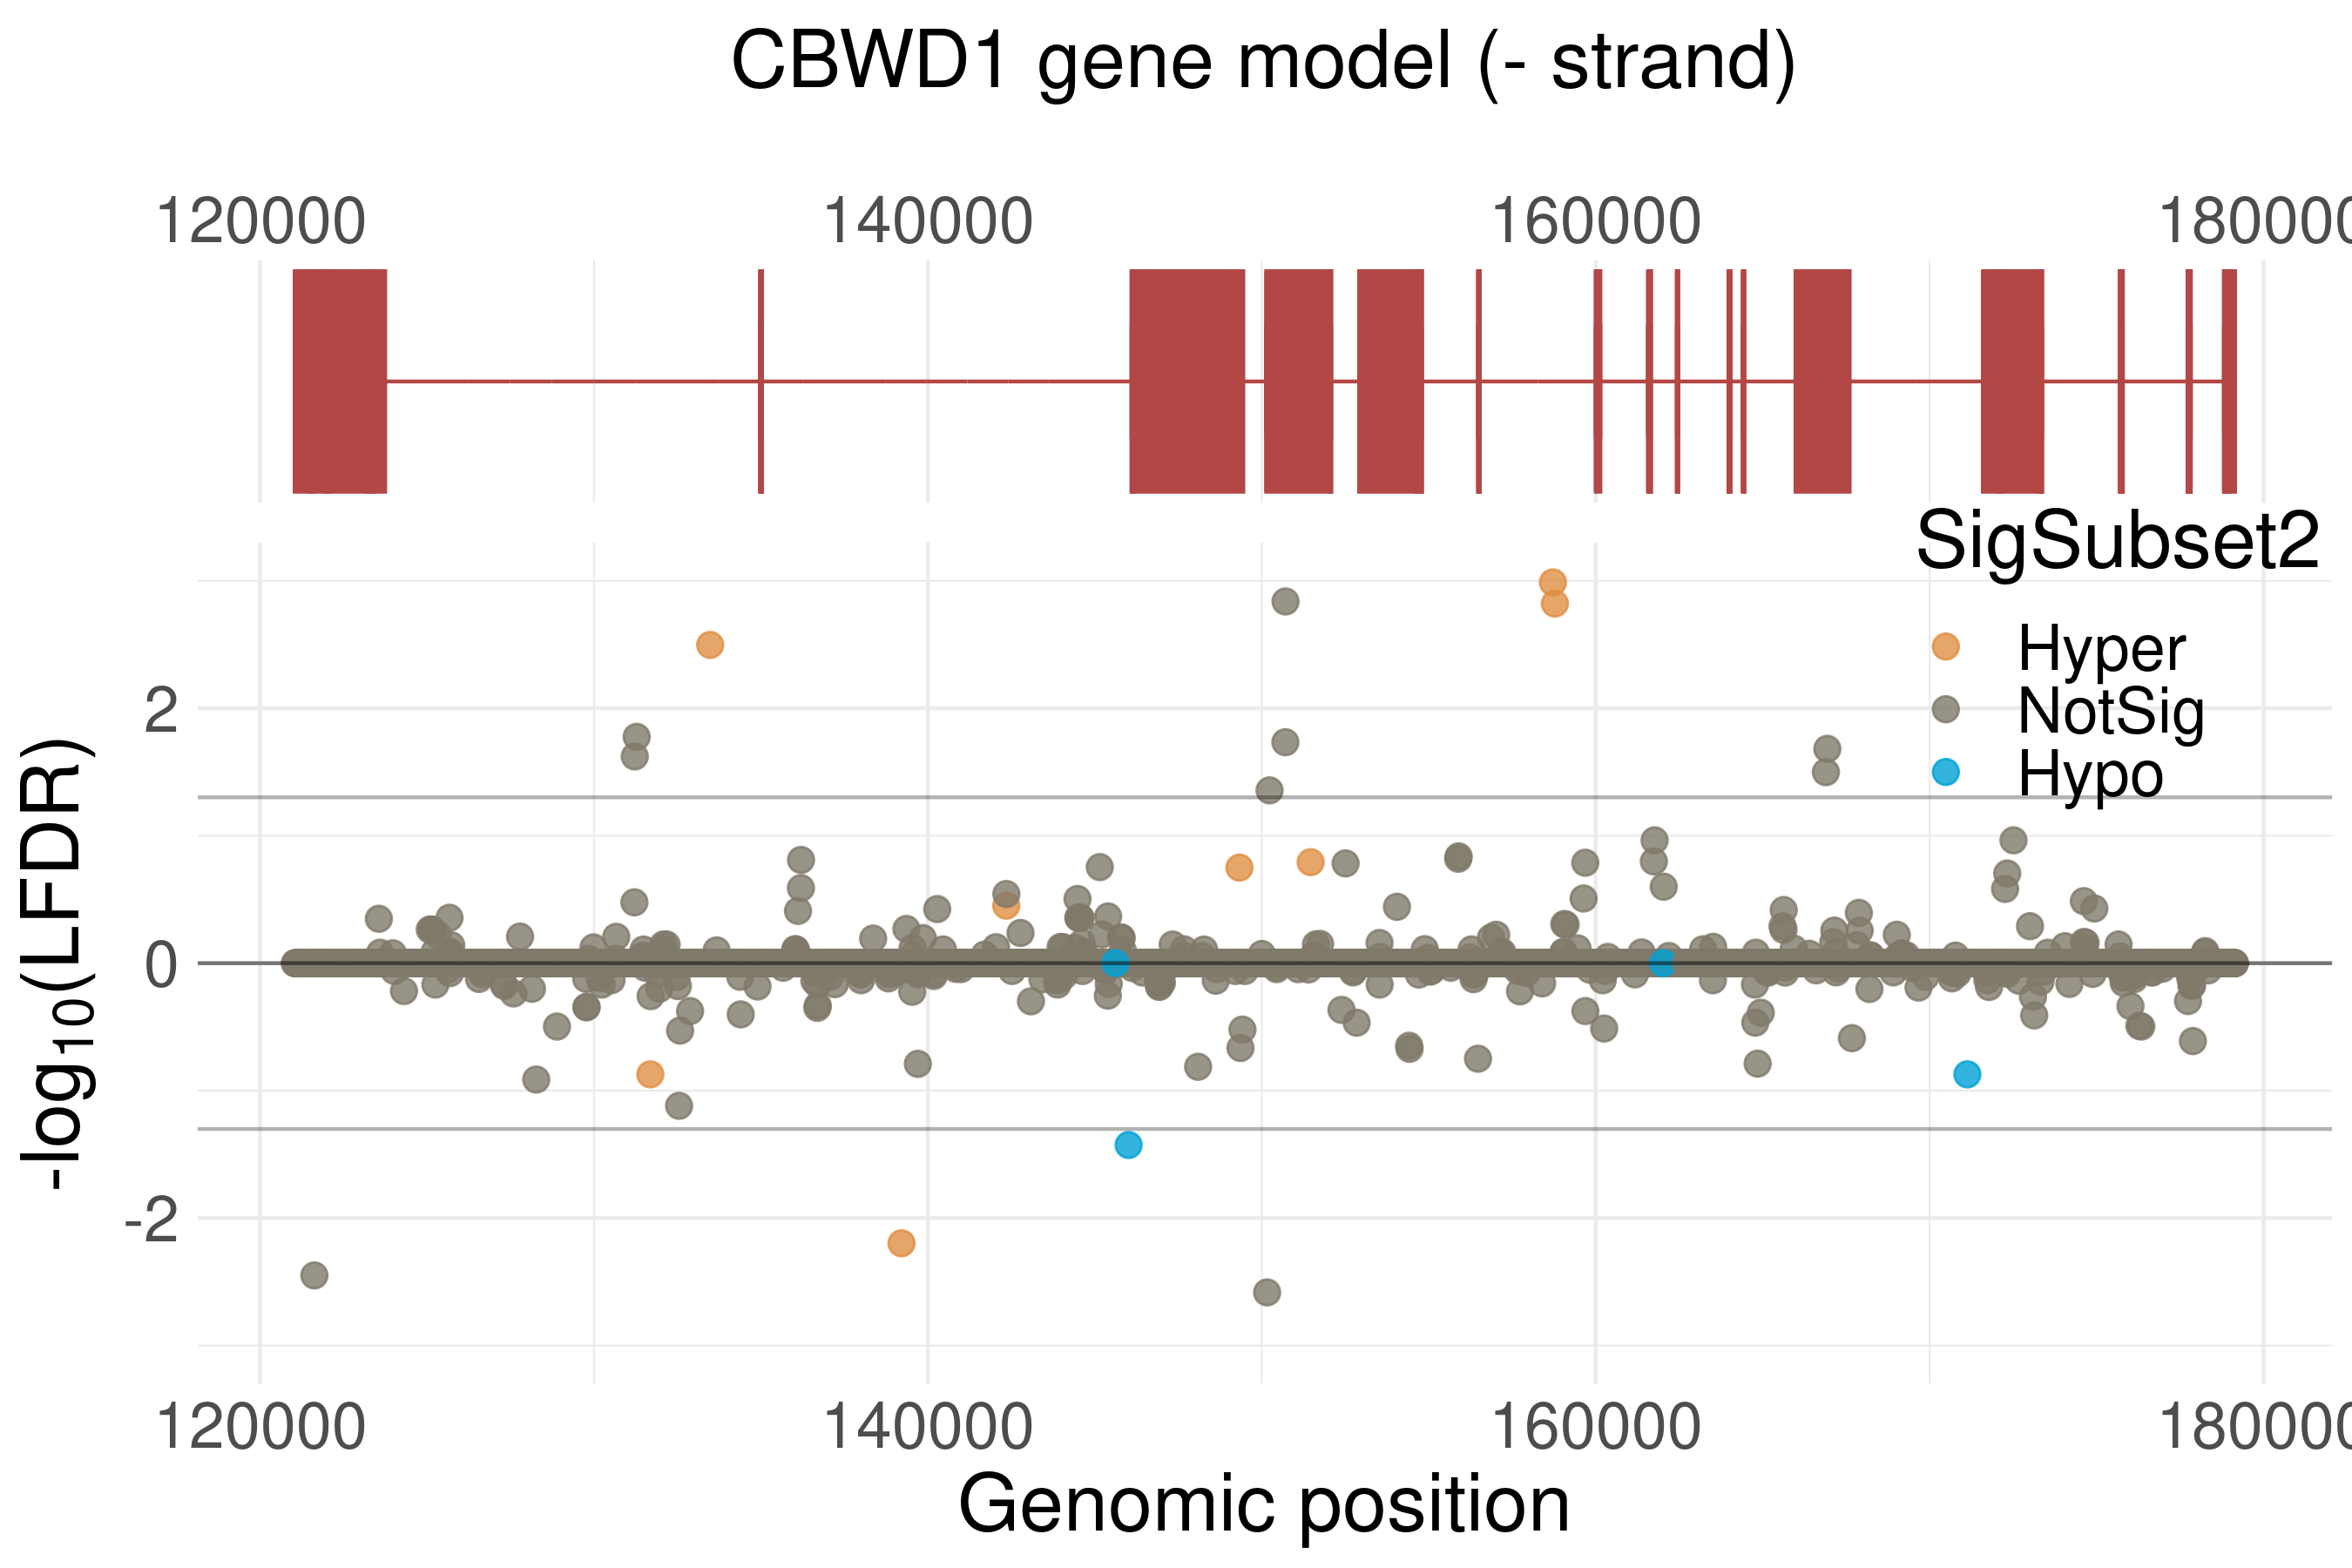 CBWD1 gene model (- strand)
120000 140000 160000 180000
SigSubset2
Hyper
NotSig
Hypo
2
0
-2
-log10(LFDR)
120000 140000 160000 180000
Genomic position